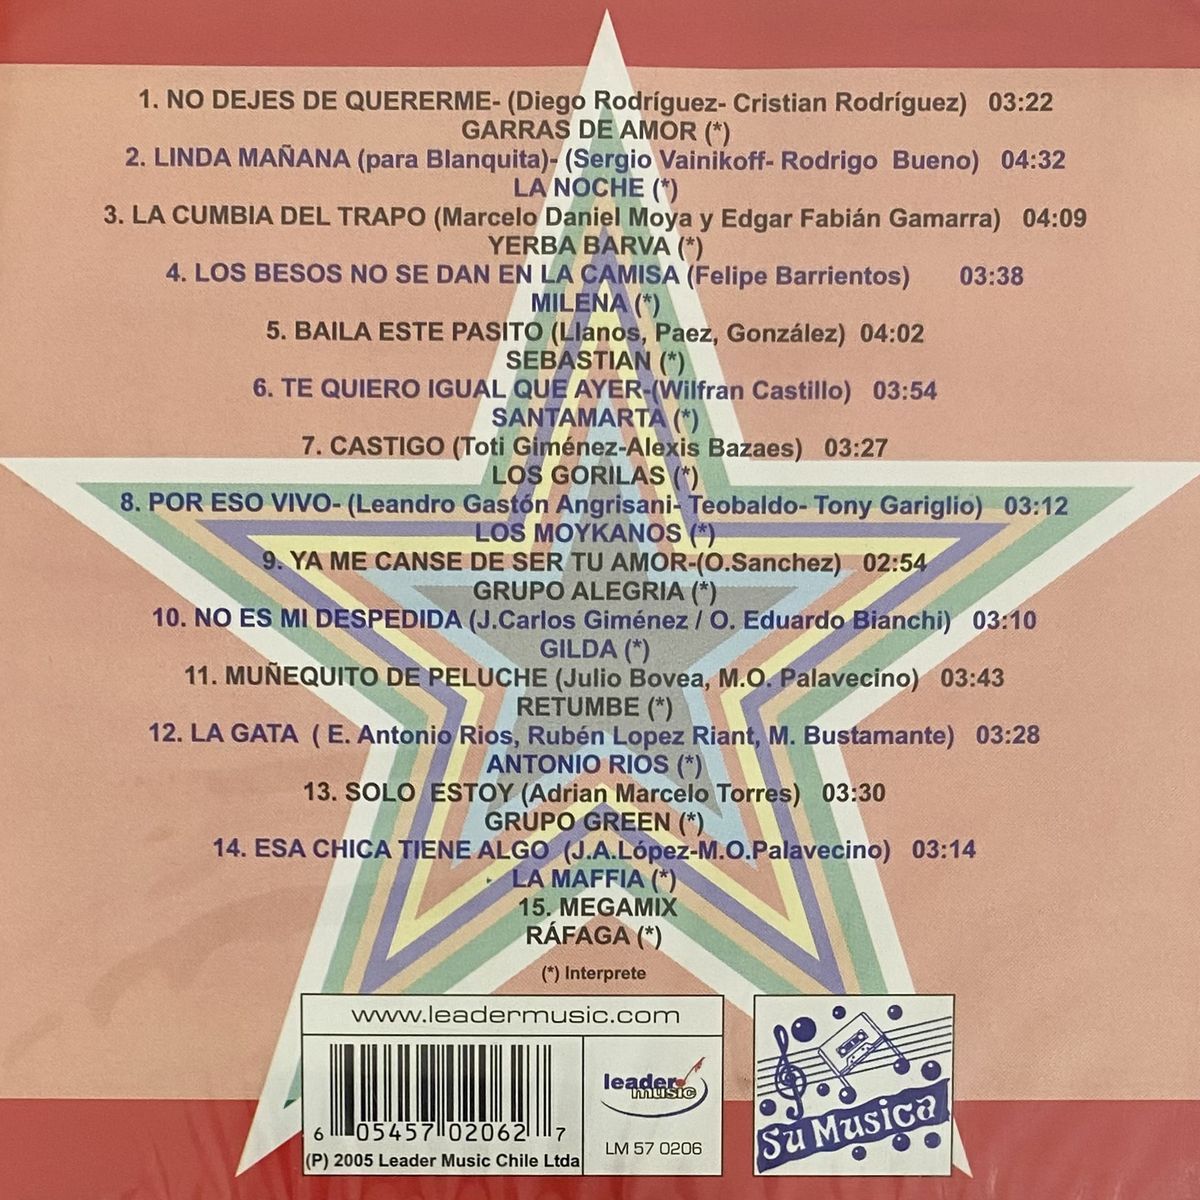 1. NO DEJES DE QUERERME- (Diego Rodríguez- Cristian Rodríguez) 03:22
GARRAS DE AMOR (*)
2. LINDA MAÑANA (para Blanquita)- (Sergio Vainikoff- Rodrigo Bueno) 04:32
LA NOCHE (*)
3. LA CUMBIA DEL TRAPO (Marcelo Daniel Moya y Edgar Fabián Gamarra) 04:09
YERBA BARVA (*)
4. LOS BESOS NO SE DAN EN LA CAMISA (Felipe Barrientos) 03:38
MILENA (*)
5. BAILA ESTE PASITO (Llanos, Paez, González) 04:02
SEBASTIAN (*)
6. TE QUIERO IGUAL QUE AYER-(Wilfran Castillo) 03:54
SANTAMARTA (*)
7. CASTIGO (Toti Giménez-Alexis Bazaes) 03:27
LOS GORILAS (*)
8. POR ESO VIVO- (Leandro Gastón Angrisani- Teobaldo- Tony Gariglio) 03:12
LOS MOYKANOS (*)
9. YA ME CANSE DE SER TU AMOR-(O.Sanchez) 02:54
GRUPO ALEGRIA (*)
10. NO ES MI DESPEDIDA (J.Carlos Giménez / O. Eduardo Bianchi) 03:10
GILDA (*)
11. MUÑEQUITO DE PELUCHE (Julio Bovea, M.O. Palavecino) 03:43
RETUMBE (*)
12. LA GATA ( E. Antonio Rios, Rubén Lopez Riant, M. Bustamante) 03:28
ANTONIO RIOS (*)
13. SOLO ESTOY (Adrian Marcelo Torres) 03:30
GRUPO GREEN (*)
14. ESA CHICA TIENE ALGO (J.A.López-M.O.Palavecino) 03:14
LA MAFFIA (*)
15. MEGAMIX
RÁFAGA (*)
(*) Interprete
www.leadermusic.com
6 05457 02062 7
(P) 2005 Leader Music Chile Ltda
leader
music
LM 57 0206
Su Musica